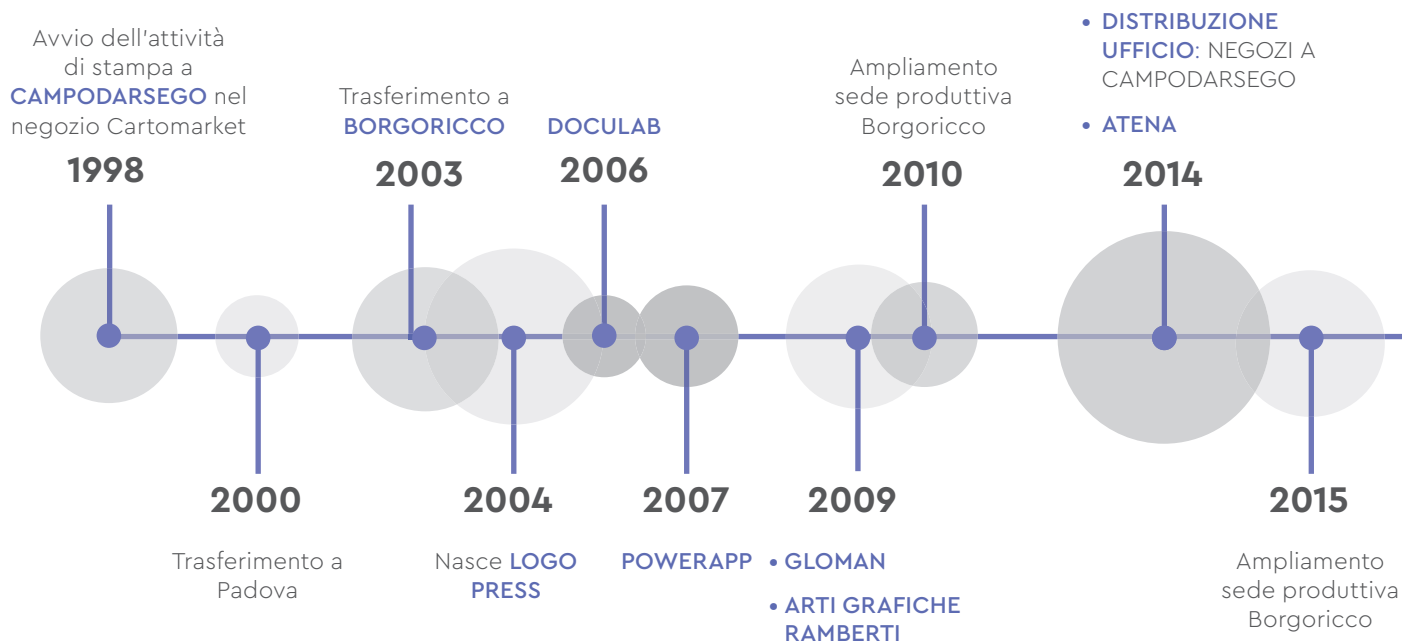 Avvio dell'attività
di stampa a
CAMPODARSEGO nel
negozio Cartomarket
1998
2000
Trasferimento a
Padova
Trasferimento a
BORGORICCO
2003
2004
Nasce LOGO
PRESS
DOCULAB
2006
2007
POWERAPP
2009
• GLOMAN
• ARTI GRAFICHE
RAMBERTI
Ampliamento
sede produttiva
Borgoricco
2010
• DISTRIBUZIONE
UFFICIO: NEGOZI A
CAMPODARSEGO
• ATENA
2014
2015
Ampliamento
sede produttiva
Borgoricco